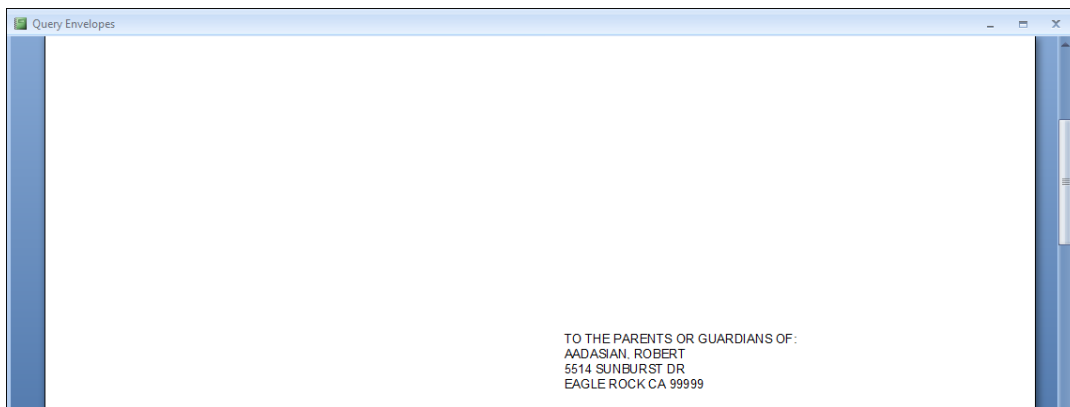 Query Envelopes
TO THE PARENTS OR GUARDIANS OF:
AADASIAN, ROBERT
5514 SUNBURST DR
EAGLE ROCK CA 99999